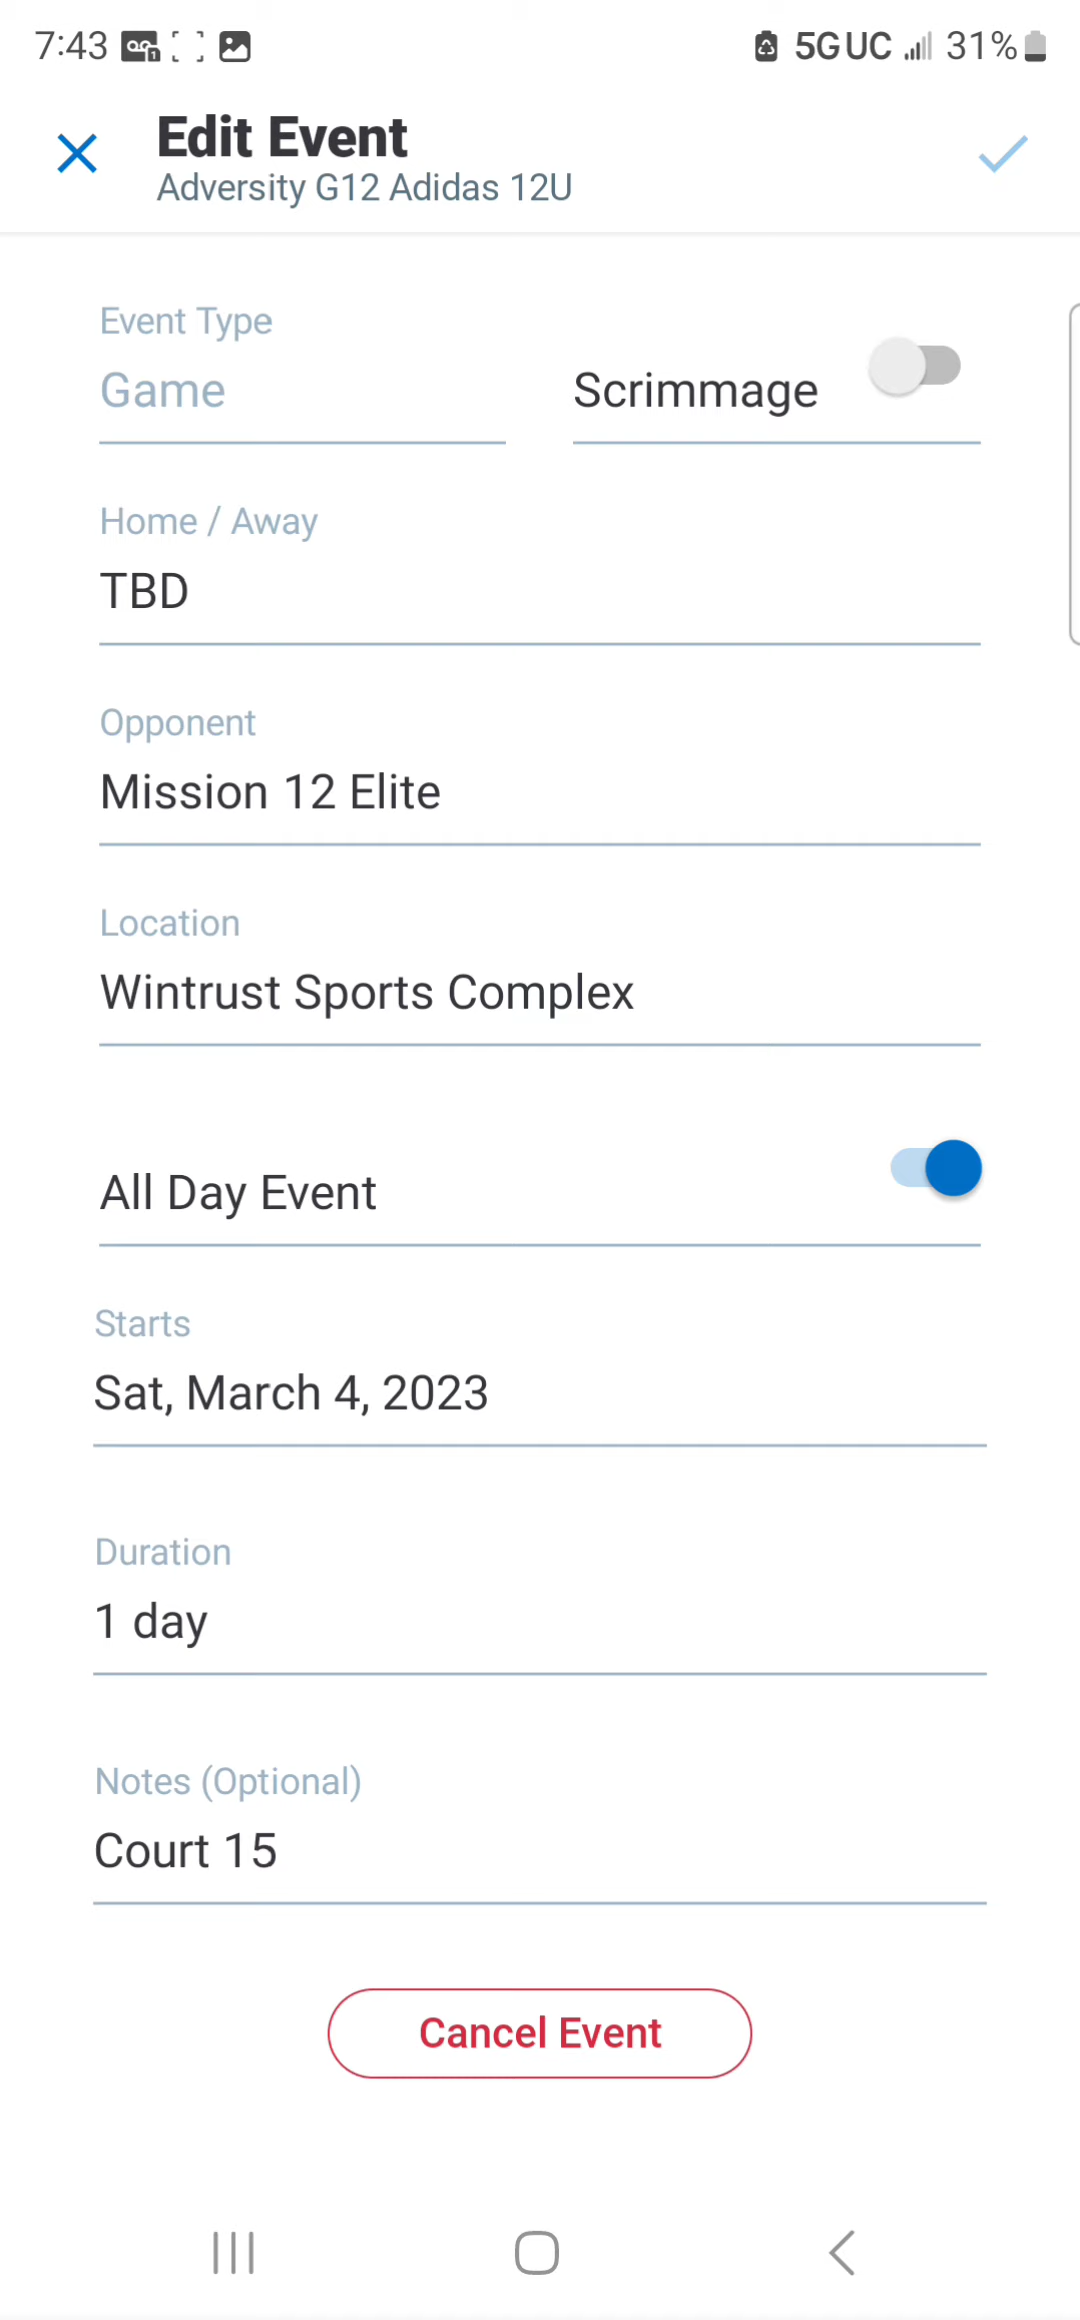 7:43 5G UC 31%
Edit Event
Adversity G12 Adidas 12U
Event Type
Game Scrimmage
Home / Away
TBD
Opponent
Mission 12 Elite
Location
Wintrust Sports Complex
All Day Event
Starts
Sat, March 4, 2023
Duration
1 day
Notes (Optional)
Court 15
Cancel Event